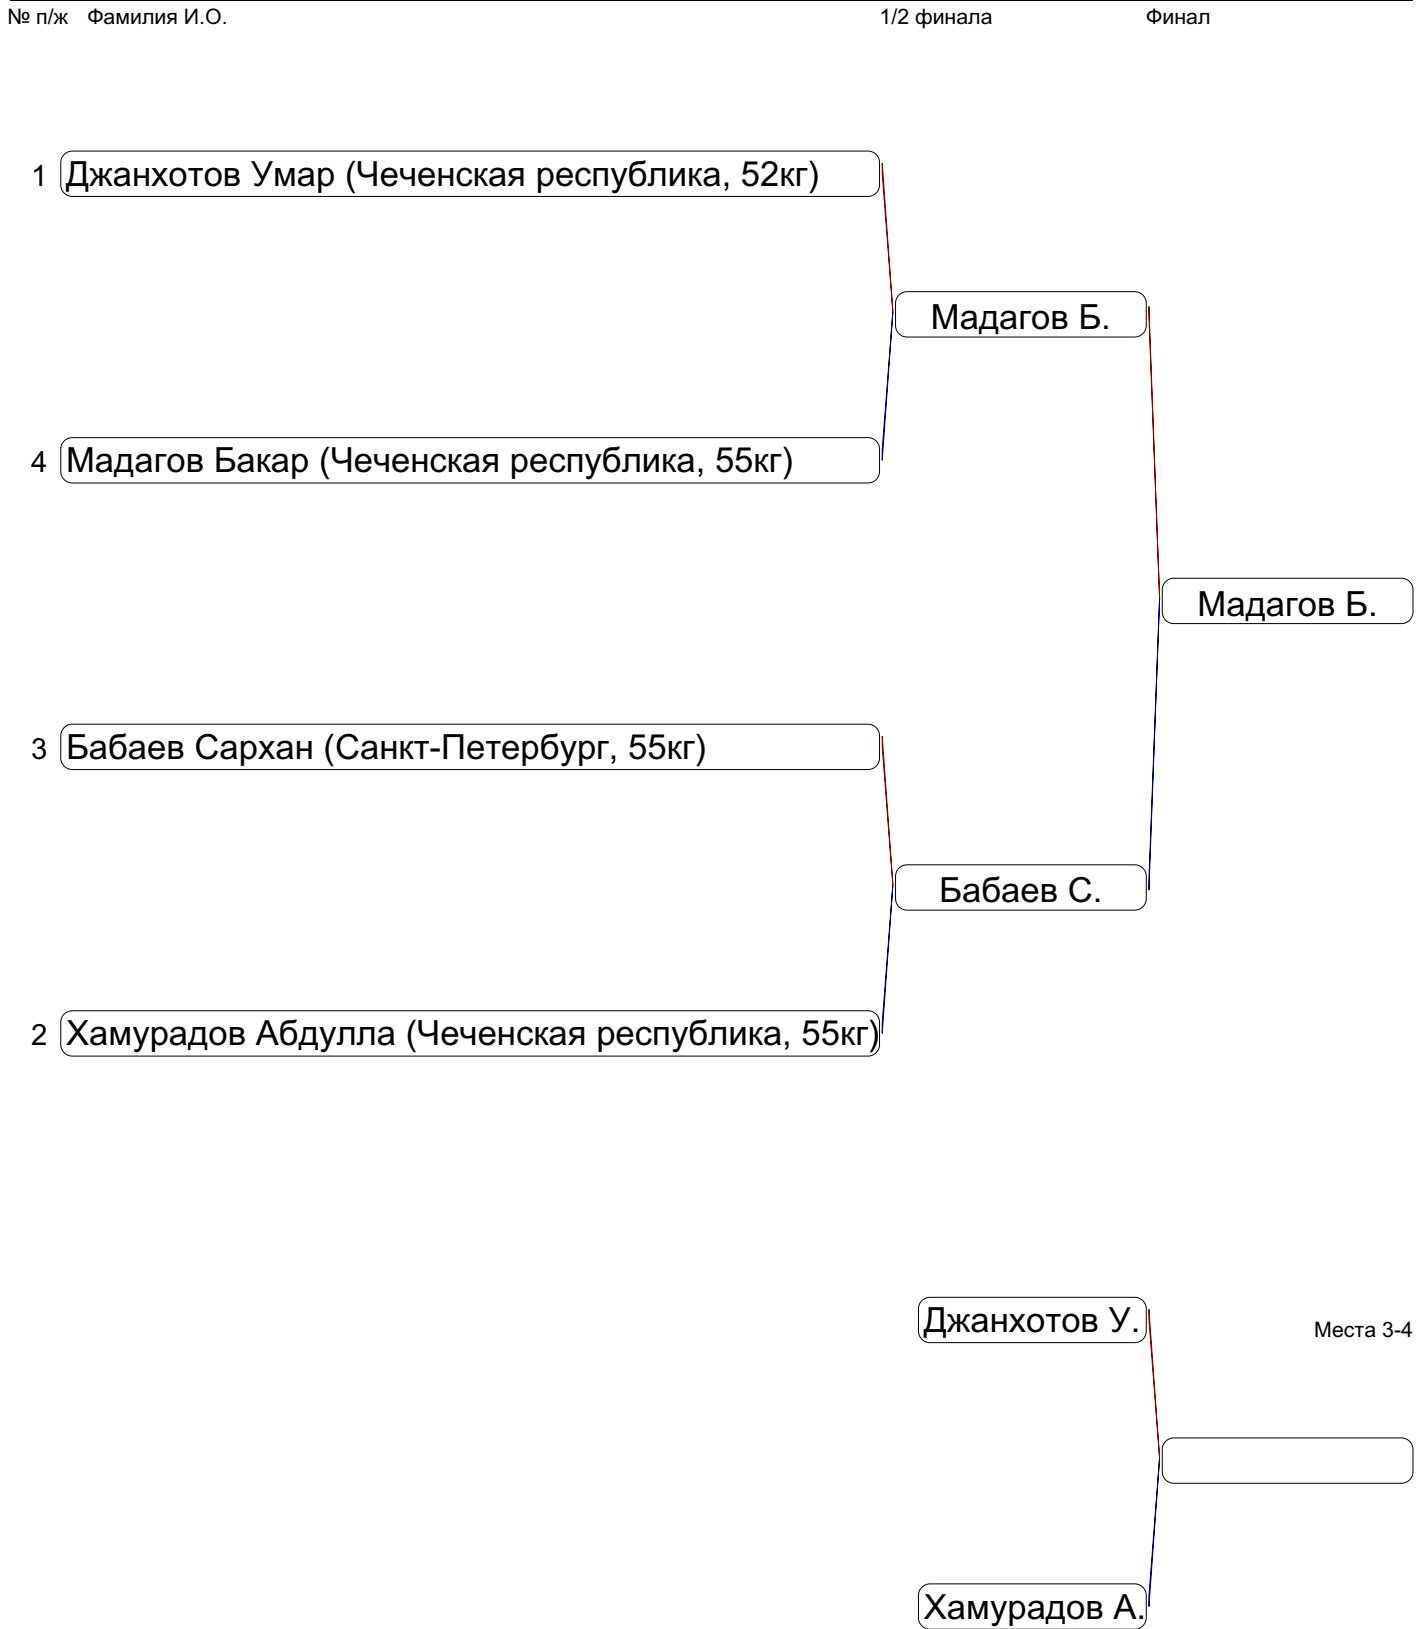 № п/ж Фамилия И.О. 1/2 финала Финал
1 Джанхотов Умар (Чеченская республика, 52кг)
Мадагов Б.
4 Мадагов Бакар (Чеченская республика, 55кг)
Мадагов Б.
3 Бабаев Сархан (Санкт-Петербург, 55кг)
Бабаев С.
2 Хамурадов Абдулла (Чеченская республика, 55кг)
Джанхотов У.
Места 3-4
Хамурадов А.